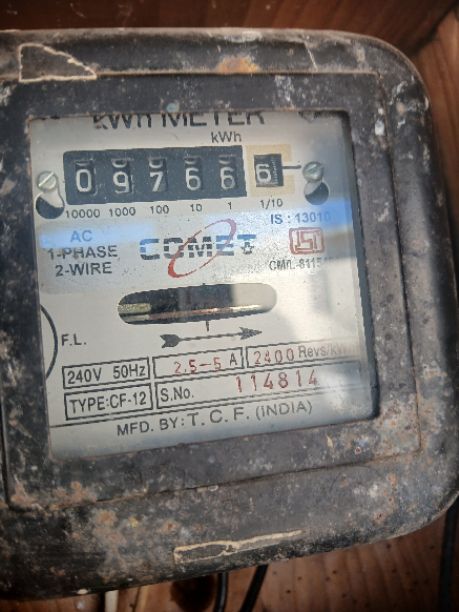 kWh METER
kWh
0 9 7 6 6 6
10000 1000 100 10 1 1/10
IS : 13010
AC
1-PHASE
2-WIRE
COMET
ISI
F.L.
240V 50Hz
2.5-5 A
2400 Revs/kW
TYPE:CF-12
S.No. 114814
MFD. BY: T. C. F. (INDIA)